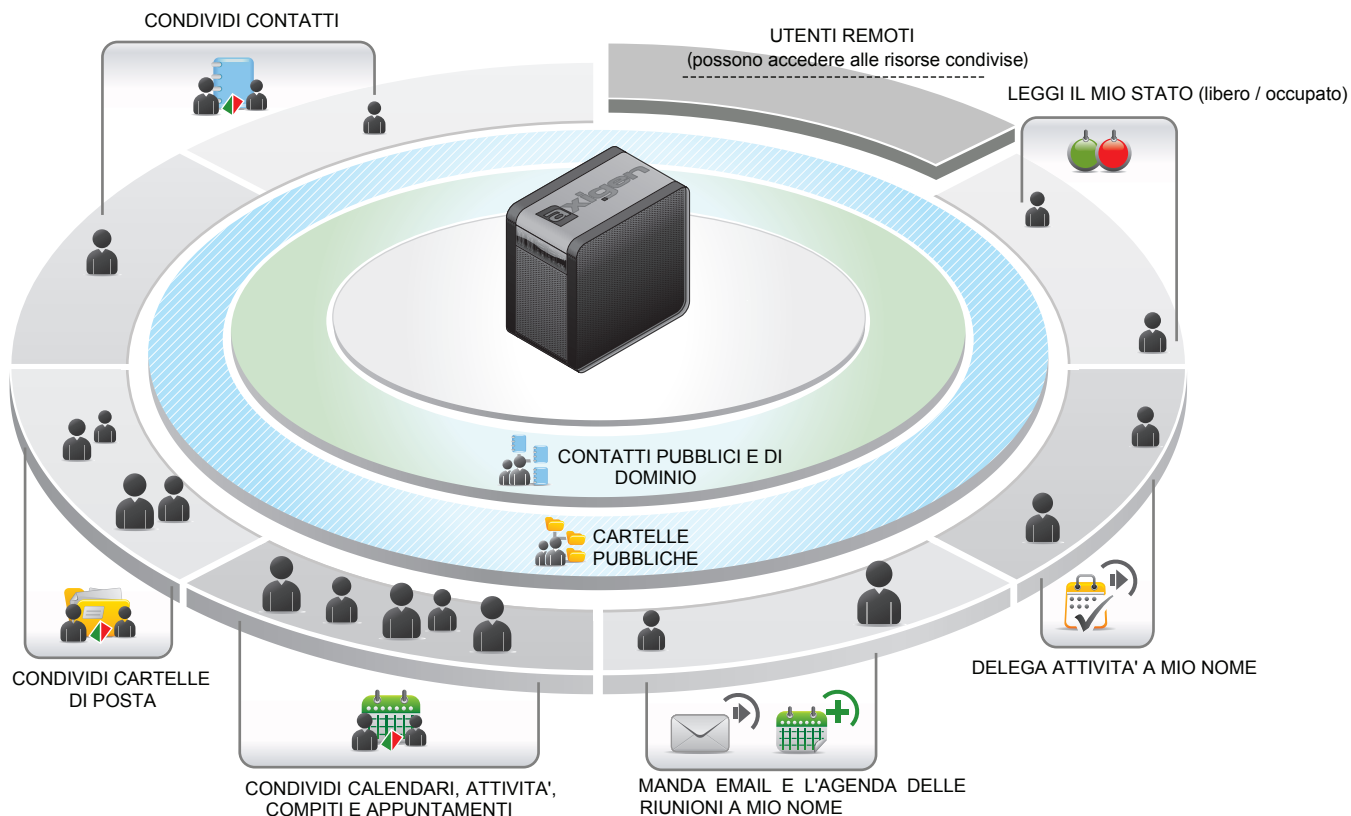 CONDIVIDI CONTATTI
UTENTI REMOTI
(possono accedere alle risorse condivise)
LEGGI IL MIO STATO (libero / occupato)
axigen
CONTATTI PUBBLICI E DI
DOMINIO
CARTELLE
PUBBLICHE
CONDIVIDI CARTELLE
DI POSTA
DELEGA ATTIVITA' A MIO NOME
CONDIVIDI CALENDARI, ATTIVITA',
COMPITI E APPUNTAMENTI
MANDA EMAIL E L'AGENDA DELLE
RIUNIONI A MIO NOME